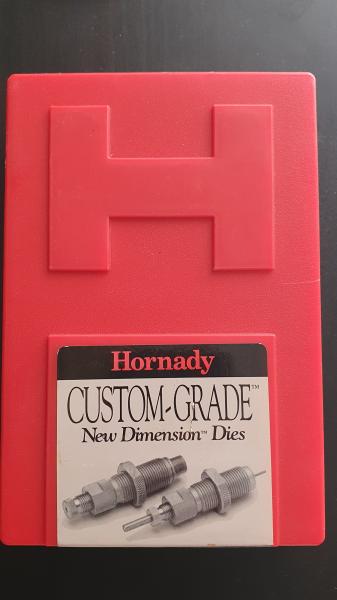 H
Hornady
CUSTOM-GRADE™
New Dimension™ Dies